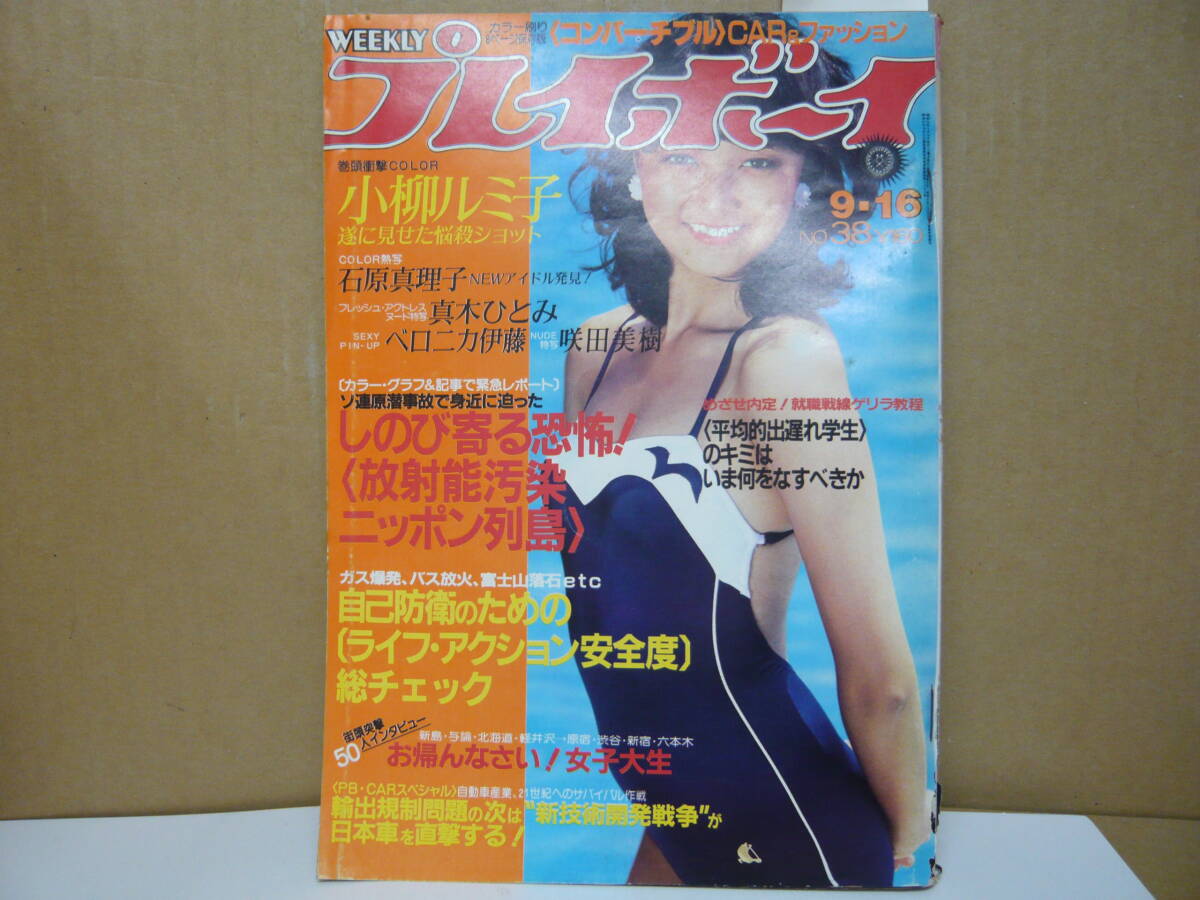 カラー刷り
8ページ保存版
〈コンバーチブル〉CAR&ファッション
WEEKLY
プレイボーイ
9・16
NO 38
巻頭衝撃COLOR
小柳ルミ子
遂に見せた悩殺ショット
COLOR熱写
石原真理子 NEWアイドル発見!
フレッシュ・アクトレス
ヌード特写
真木ひとみ
SEXY
PIN-UP
ベロニカ伊藤
NUDE
特写
咲田美樹
〔カラー・グラフ&記事で緊急レポート〕
ソ連原潜事故で身近に迫った
しのび寄る恐怖!
〈放射能汚染
ニッポン列島〉
めざせ内定!就職戦線ゲリラ教程
〈平均的出遅れ学生〉
のキミは
いま何をなすべきか
ガス爆発、バス放火、富士山落石etc
自己防衛のための
〔ライフ・アクション安全度〕
総チェック
街頭突撃
50人インタビュー
新島・与論・北海道・軽井沢→原宿・渋谷・新宿・六本木
お帰んなさい!女子大生
〈PB・CARスペシャル〉自動車産業、21世紀へのサバイバル作戦
輸出規制問題の次は"新技術開発戦争"が
日本車を直撃する!